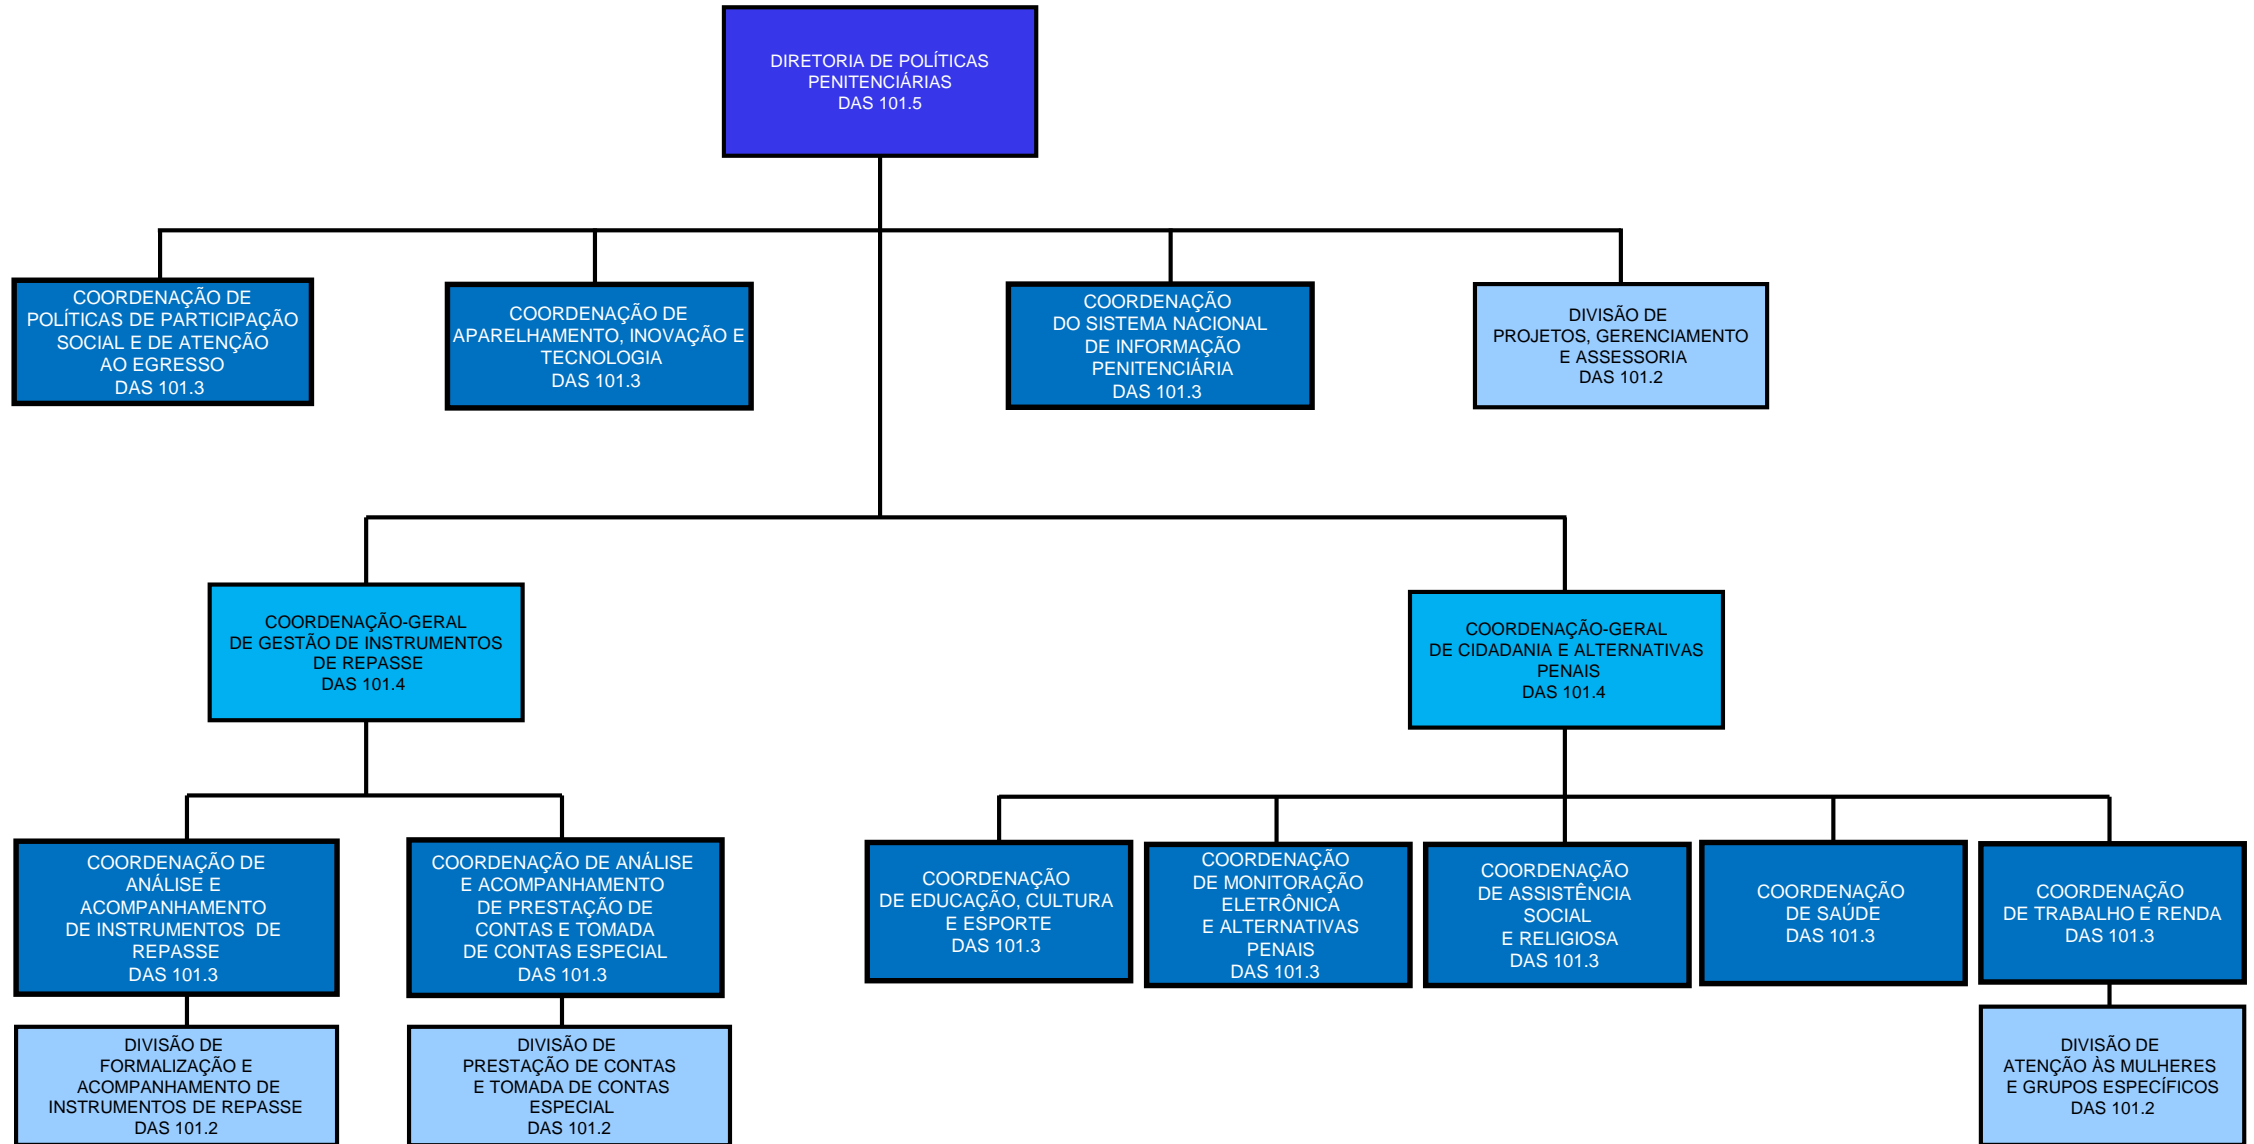 DIRETORIA DE POLÍTICAS
PENITENCIÁRIAS
DAS 101.5
COORDENAÇÃO DE
POLÍTICAS DE PARTICIPAÇÃO
SOCIAL E DE ATENÇÃO
AO EGRESSO
DAS 101.3
COORDENAÇÃO DE
APARELHAMENTO, INOVAÇÃO E
TECNOLOGIA
DAS 101.3
COORDENAÇÃO
DO SISTEMA NACIONAL
DE INFORMAÇÃO
PENITENCIÁRIA
DAS 101.3
DIVISÃO DE
PROJETOS, GERENCIAMENTO
E ASSESSORIA
DAS 101.2
COORDENAÇÃO-GERAL
DE GESTÃO DE INSTRUMENTOS
DE REPASSE
DAS 101.4
COORDENAÇÃO-GERAL
DE CIDADANIA E ALTERNATIVAS
PENAIS
DAS 101.4
COORDENAÇÃO DE
ANÁLISE E
ACOMPANHAMENTO
DE INSTRUMENTOS DE
REPASSE
DAS 101.3
COORDENAÇÃO DE ANÁLISE
E ACOMPANHAMENTO
DE PRESTAÇÃO DE
CONTAS E TOMADA
DE CONTAS ESPECIAL
DAS 101.3
COORDENAÇÃO
DE EDUCAÇÃO, CULTURA
E ESPORTE
DAS 101.3
COORDENAÇÃO
DE MONITORAÇÃO
ELETRÔNICA
E ALTERNATIVAS
PENAIS
DAS 101.3
COORDENAÇÃO
DE ASSISTÊNCIA
SOCIAL
E RELIGIOSA
DAS 101.3
COORDENAÇÃO
DE SAÚDE
DAS 101.3
COORDENAÇÃO
DE TRABALHO E RENDA
DAS 101.3
DIVISÃO DE
FORMALIZAÇÃO E
ACOMPANHAMENTO DE
INSTRUMENTOS DE REPASSE
DAS 101.2
DIVISÃO DE
PRESTAÇÃO DE CONTAS
E TOMADA DE CONTAS
ESPECIAL
DAS 101.2
DIVISÃO DE
ATENÇÃO ÀS MULHERES
E GRUPOS ESPECÍFICOS
DAS 101.2